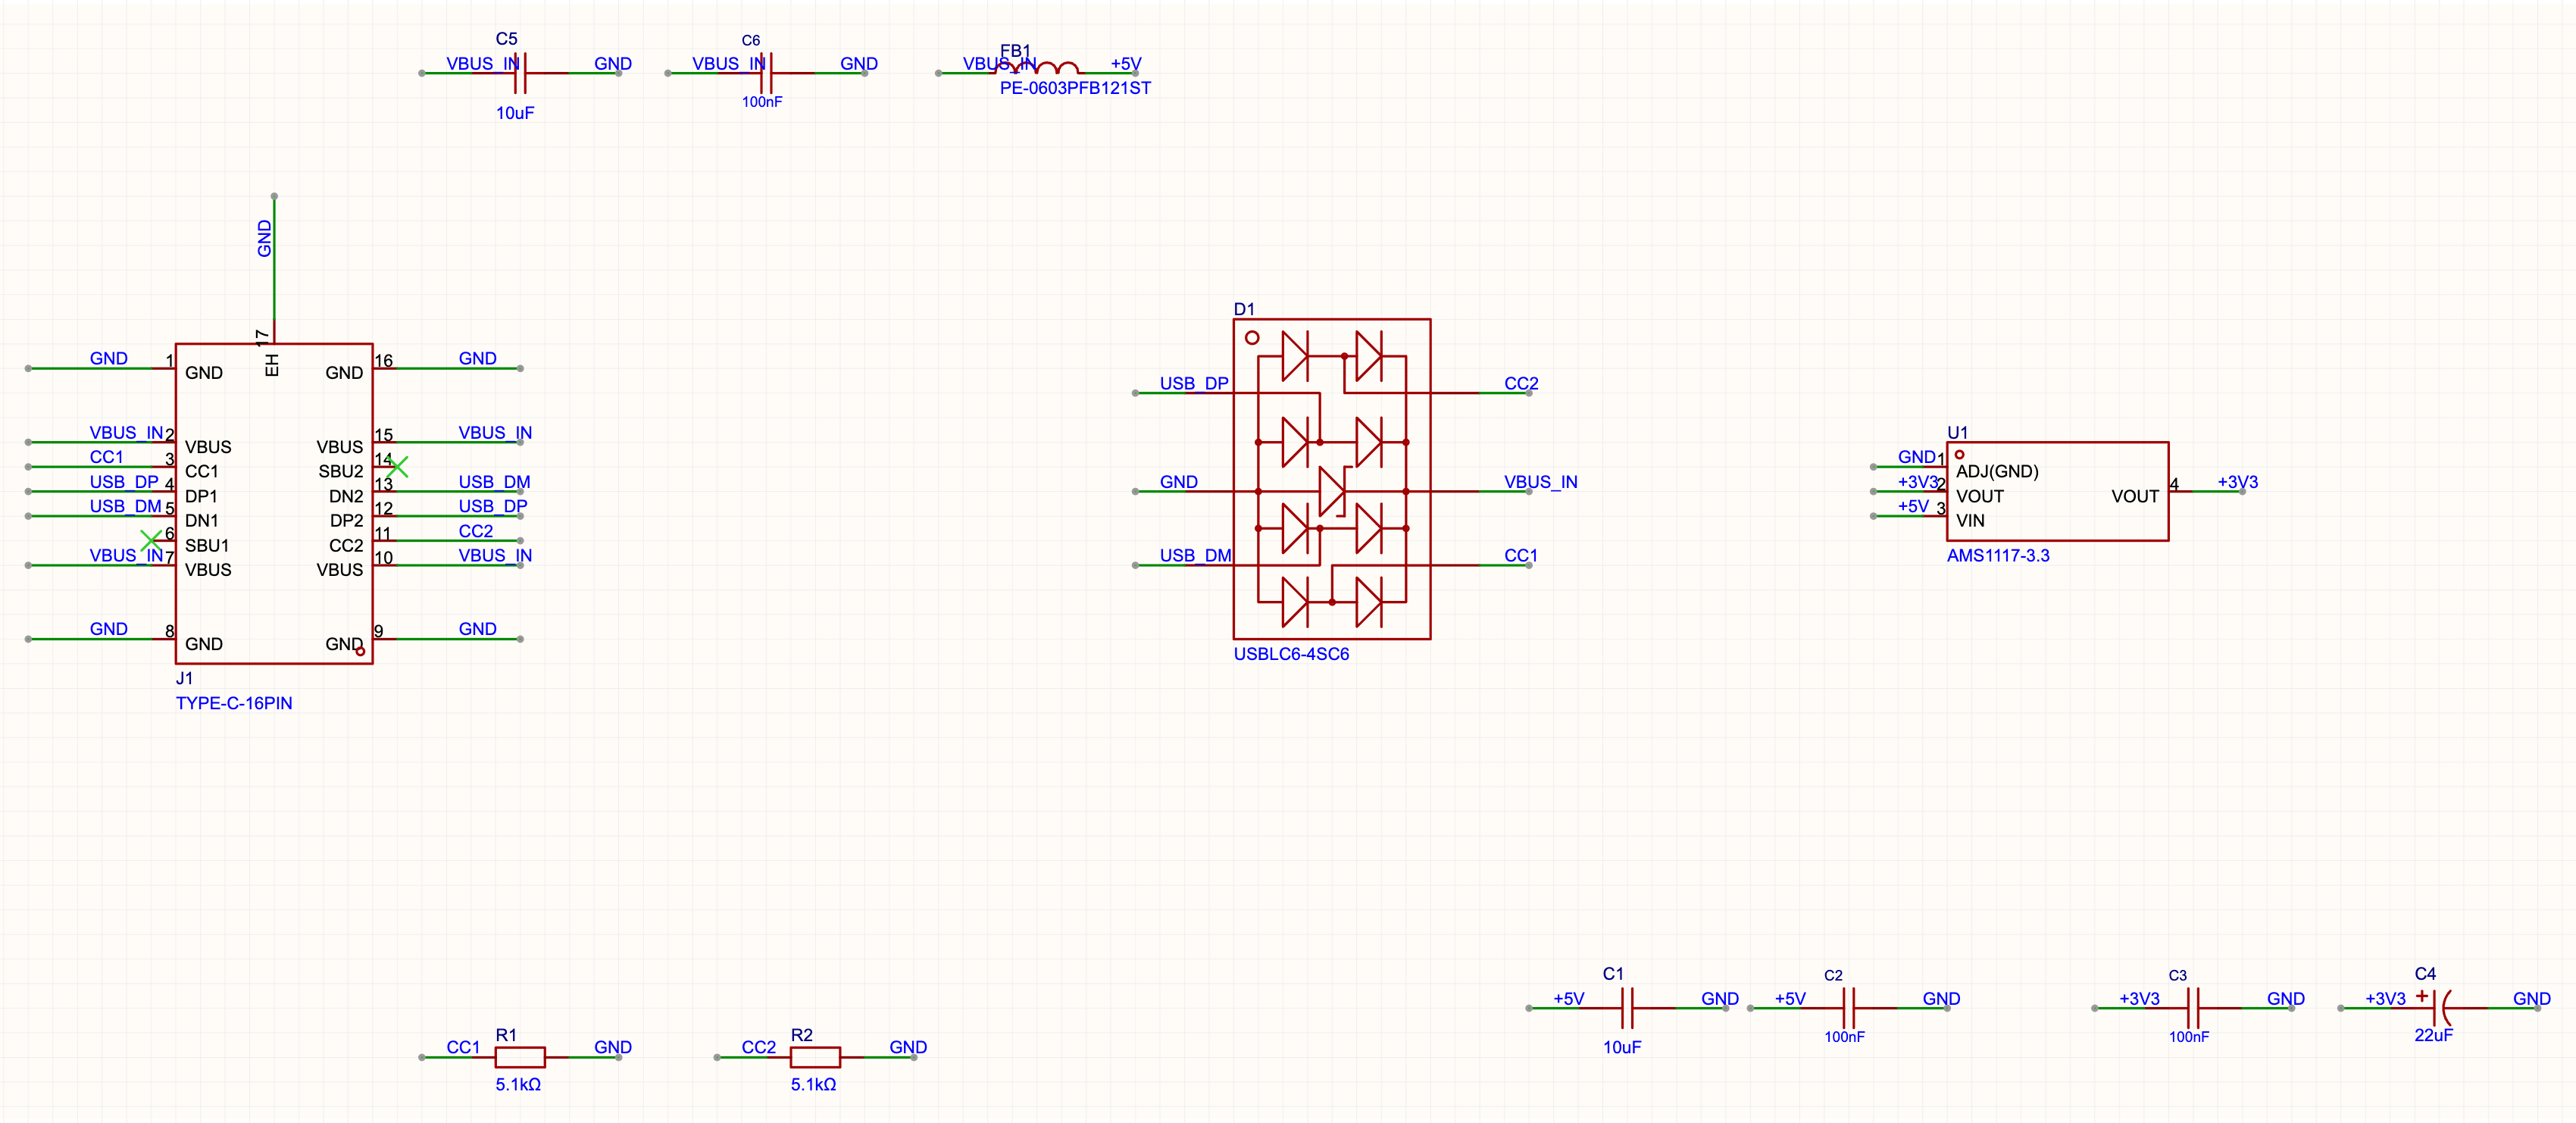 C5
VBUS_IN
GND
10uF
C6
VBUS_IN
GND
100nF
FB1
VBUS_IN
+5V
PE-0603PFB121ST
GND
17
EH
GND 1 GND
GND 16 GND
VBUS_IN 2 VBUS
VBUS 15 VBUS_IN
CC1 3 CC1
SBU2 14
USB_DP 4 DP1
DN2 13 USB_DM
USB_DM 5 DN1
DP2 12 USB_DP
6 SBU1
CC2 11 CC2
VBUS_IN 7 VBUS
VBUS 10 VBUS_IN
GND 8 GND
GND 9 GND
J1
TYPE-C-16PIN
D1
USB_DP
CC2
GND
VBUS_IN
USB_DM
CC1
USBLC6-4SC6
U1
GND 1 ADJ(GND)
+3V3 2 VOUT
VOUT 4 +3V3
+5V 3 VIN
AMS1117-3.3
R1
CC1
GND
5.1kΩ
R2
CC2
GND
5.1kΩ
C1
+5V
GND
10uF
C2
+5V
GND
100nF
C3
+3V3
GND
100nF
C4
+3V3 +
GND
22uF